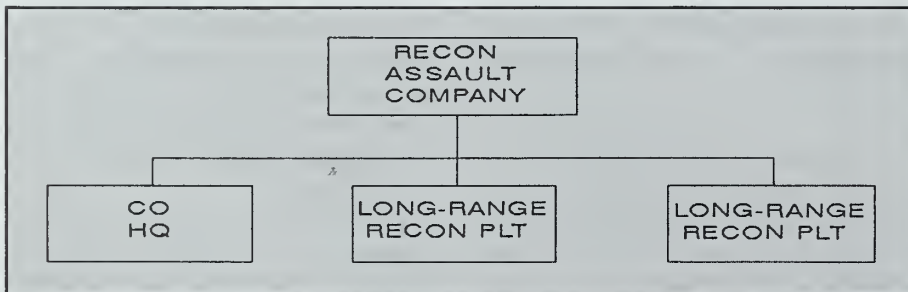 RECON
ASSAULT
COMPANY
CO
HQ
LONG-RANGE
RECON PLT
LONG-RANGE
RECON PLT